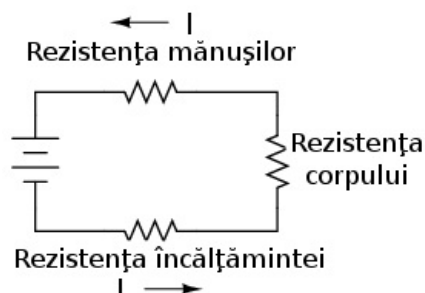 I
Rezistenţa mănuşilor
Rezistenţa
corpului
Rezistenţa încălţămintei
I